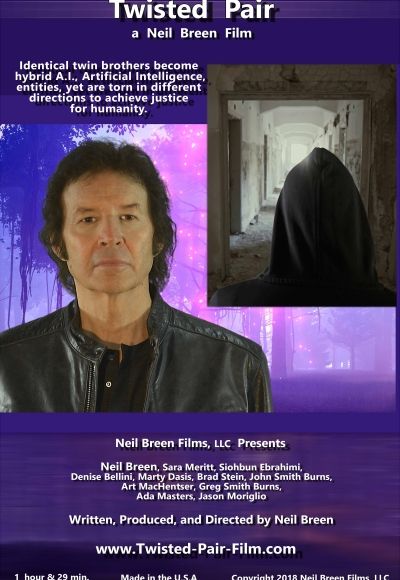 Twisted Pair
a Neil Breen Film
Identical twin brothers become
hybrid A.I., Artificial Intelligence,
entities, yet are torn in different
directions to achieve justice
for humanity.
Neil Breen Films, LLC Presents
Neil Breen, Sara Meritt, Siohbun Ebrahimi,
Denise Bellini, Marty Dasis, Brad Stein, John Smith Burns,
Art MacHentser, Greg Smith Burns,
Ada Masters, Jason Moriglio
Written, Produced, and Directed by Neil Breen
www.Twisted-Pair-Film.com
1 hour & 29 min. Made in the U.S.A Copyright 2018 Neil Breen Films, LLC